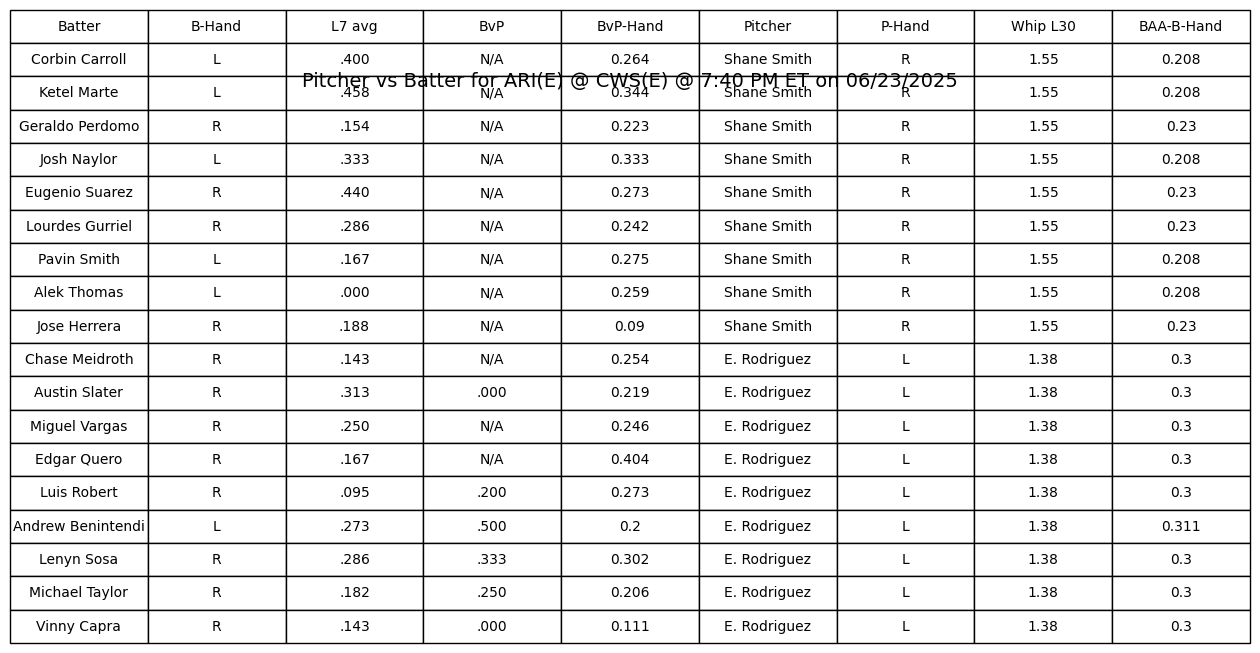 Batter B-Hand L7 avg BvP BvP-Hand Pitcher P-Hand Whip L30 BAA-B-Hand
Corbin Carroll L .400 N/A 0.264 Shane Smith R 1.55 0.208
Pitcher vs Batter for ARI(E) @ CWS(E) @ 7:40 PM ET on 06/23/2025
Ketel Marte L .458 N/A 0.344 Shane Smith R 1.55 0.208
Geraldo Perdomo R .154 N/A 0.223 Shane Smith R 1.55 0.23
Josh Naylor L .333 N/A 0.333 Shane Smith R 1.55 0.208
Eugenio Suarez R .440 N/A 0.273 Shane Smith R 1.55 0.23
Lourdes Gurriel R .286 N/A 0.242 Shane Smith R 1.55 0.23
Pavin Smith L .167 N/A 0.275 Shane Smith R 1.55 0.208
Alek Thomas L .000 N/A 0.259 Shane Smith R 1.55 0.208
Jose Herrera R .188 N/A 0.09 Shane Smith R 1.55 0.23
Chase Meidroth R .143 N/A 0.254 E. Rodriguez L 1.38 0.3
Austin Slater R .313 .000 0.219 E. Rodriguez L 1.38 0.3
Miguel Vargas R .250 N/A 0.246 E. Rodriguez L 1.38 0.3
Edgar Quero R .167 N/A 0.404 E. Rodriguez L 1.38 0.3
Luis Robert R .095 .200 0.273 E. Rodriguez L 1.38 0.3
Andrew Benintendi L .273 .500 0.2 E. Rodriguez L 1.38 0.311
Lenyn Sosa R .286 .333 0.302 E. Rodriguez L 1.38 0.3
Michael Taylor R .182 .250 0.206 E. Rodriguez L 1.38 0.3
Vinny Capra R .143 .000 0.111 E. Rodriguez L 1.38 0.3